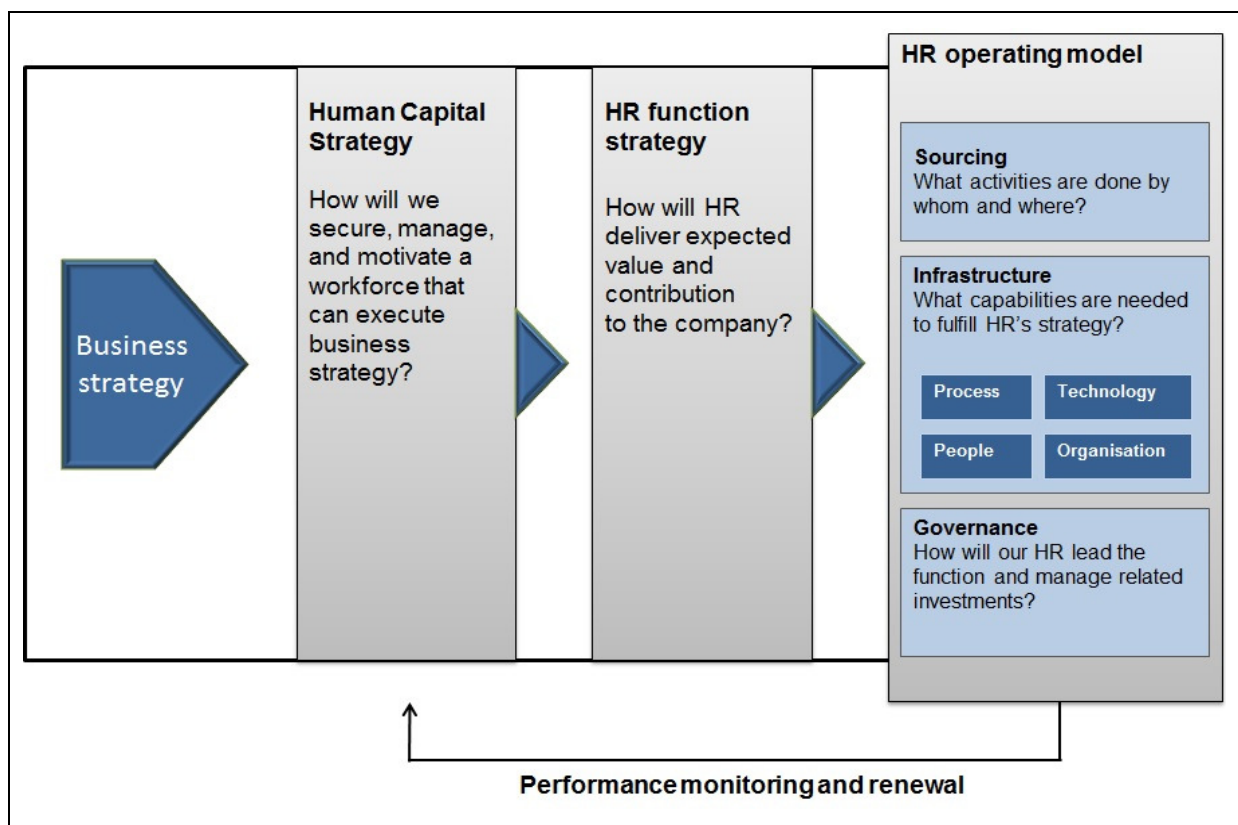 Business
strategy
Human Capital
Strategy
How will we
secure, manage,
and motivate a
workforce that
can execute
business
strategy?
HR function
strategy
How will HR
deliver expected
value and
contribution
to the company?
HR operating model
Sourcing
What activities are done by
whom and where?
Infrastructure
What capabilities are needed
to fulfill HR's strategy?
Process
Technology
People
Organisation
Governance
How will our HR lead the
function and manage related
investments?
Performance monitoring and renewal